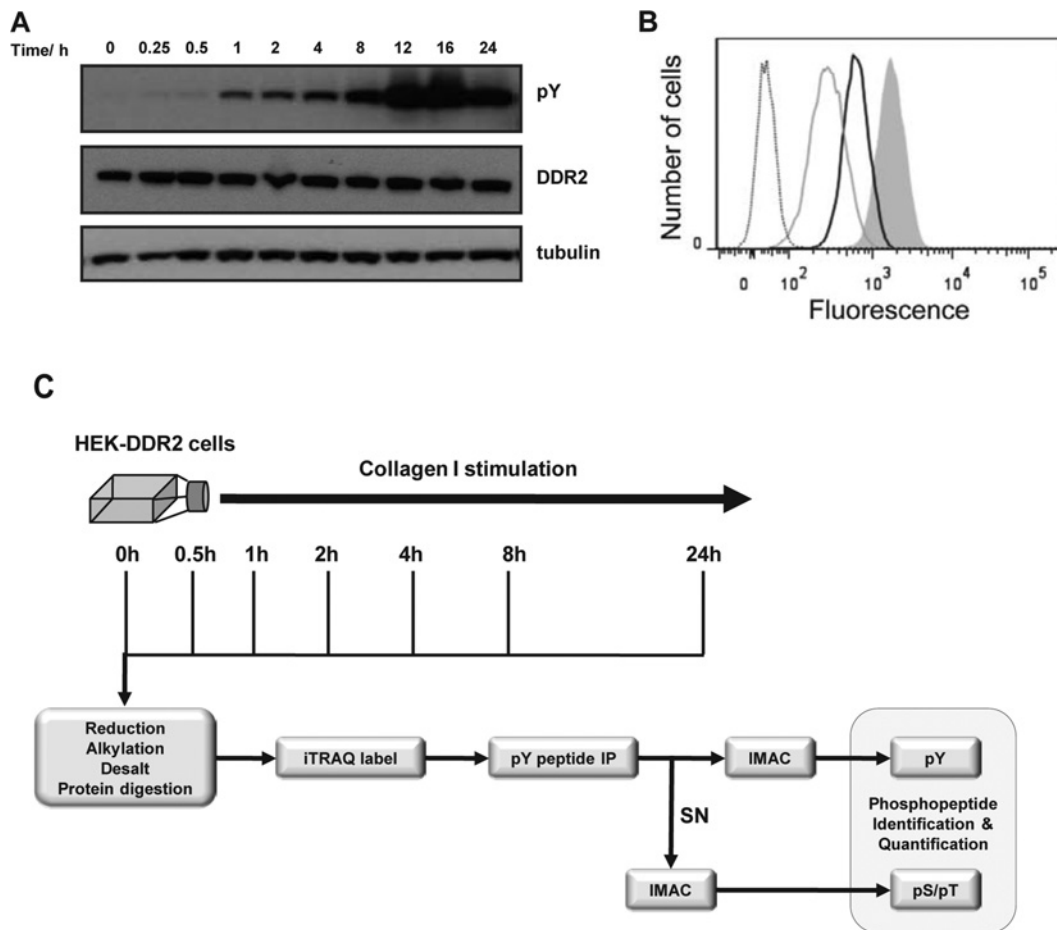 A
Time/ h 0 0.25 0.5 1 2 4 8 12 16 24
pY
DDR2
tubulin
B
Number of cells
0
0 10² 10³ 10⁴ 10⁵
Fluorescence
C
HEK-DDR2 cells
Collagen I stimulation
0h 0.5h 1h 2h 4h 8h 24h
Reduction
Alkylation
Desalt
Protein digestion
iTRAQ label
pY peptide IP
IMAC
pY
SN
Phosphopeptide
Identification &
Quantification
IMAC
pS/pT